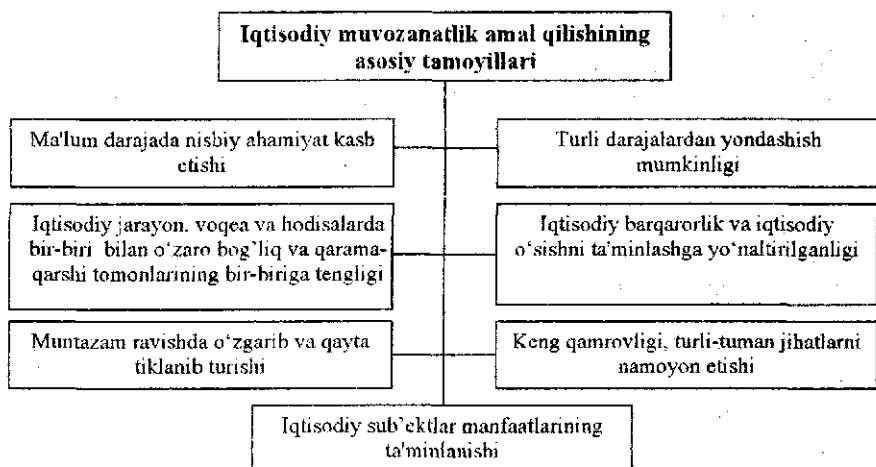 Iqtisodiy muvozanatlik amal qilishining
asosiy tamoyillari
Ma'lum darajada nisbiy ahamiyat kasb
etishi
Turli darajalardan yondashish
mumkinligi
Iqtisodiy jarayon. voqea va hodisalarda
bir-biri bilan o‘zaro bog‘liq va qarama-
qarshi tomonlarining bir-biriga tengligi
Iqtisodiy barqarorlik va iqtisodiy
o‘sishni ta'minlashga yo‘naltirilganligi
Muntazam ravishda o‘zgarib va qayta
tiklanib turishi
Keng qamrovligi, turli-tuman jihatlarni
namoyon etishi
Iqtisodiy sub’ektlar manfaatlarining
ta'minlanishi